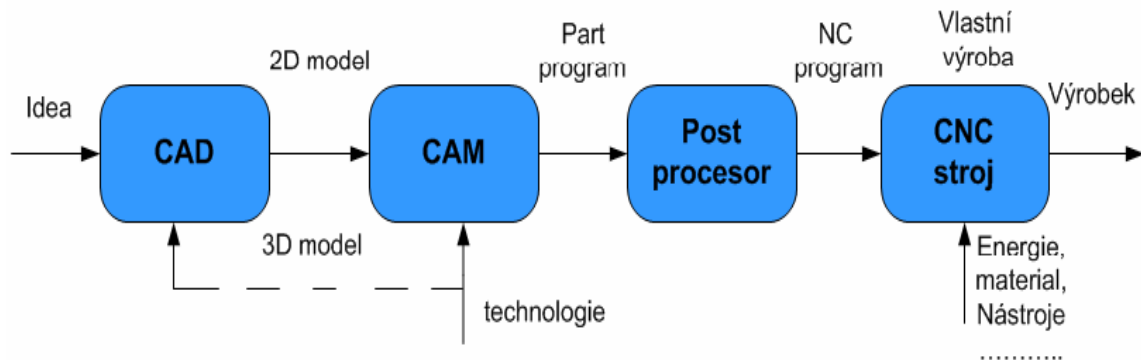 Idea
CAD
2D model
3D model
CAM
technologie
Part
program
Post
procesor
NC
program
Vlastní
výroba
CNC
stroj
Výrobek
Energie,
material,
Nástroje
...........